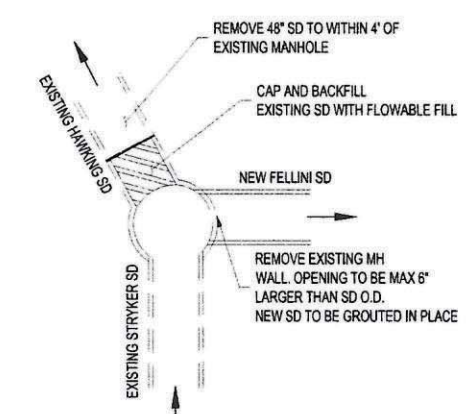 REMOVE 48" SD TO WITHIN 4' OF
EXISTING MANHOLE
CAP AND BACKFILL
EXISTING SD WITH FLOWABLE FILL
EXISTING HAWKING SD
NEW FELLINI SD
REMOVE EXISTING MH
WALL. OPENING TO BE MAX 6"
LARGER THAN SD O.D.
NEW SD TO BE GROUTED IN PLACE
EXISTING STRYKER SD